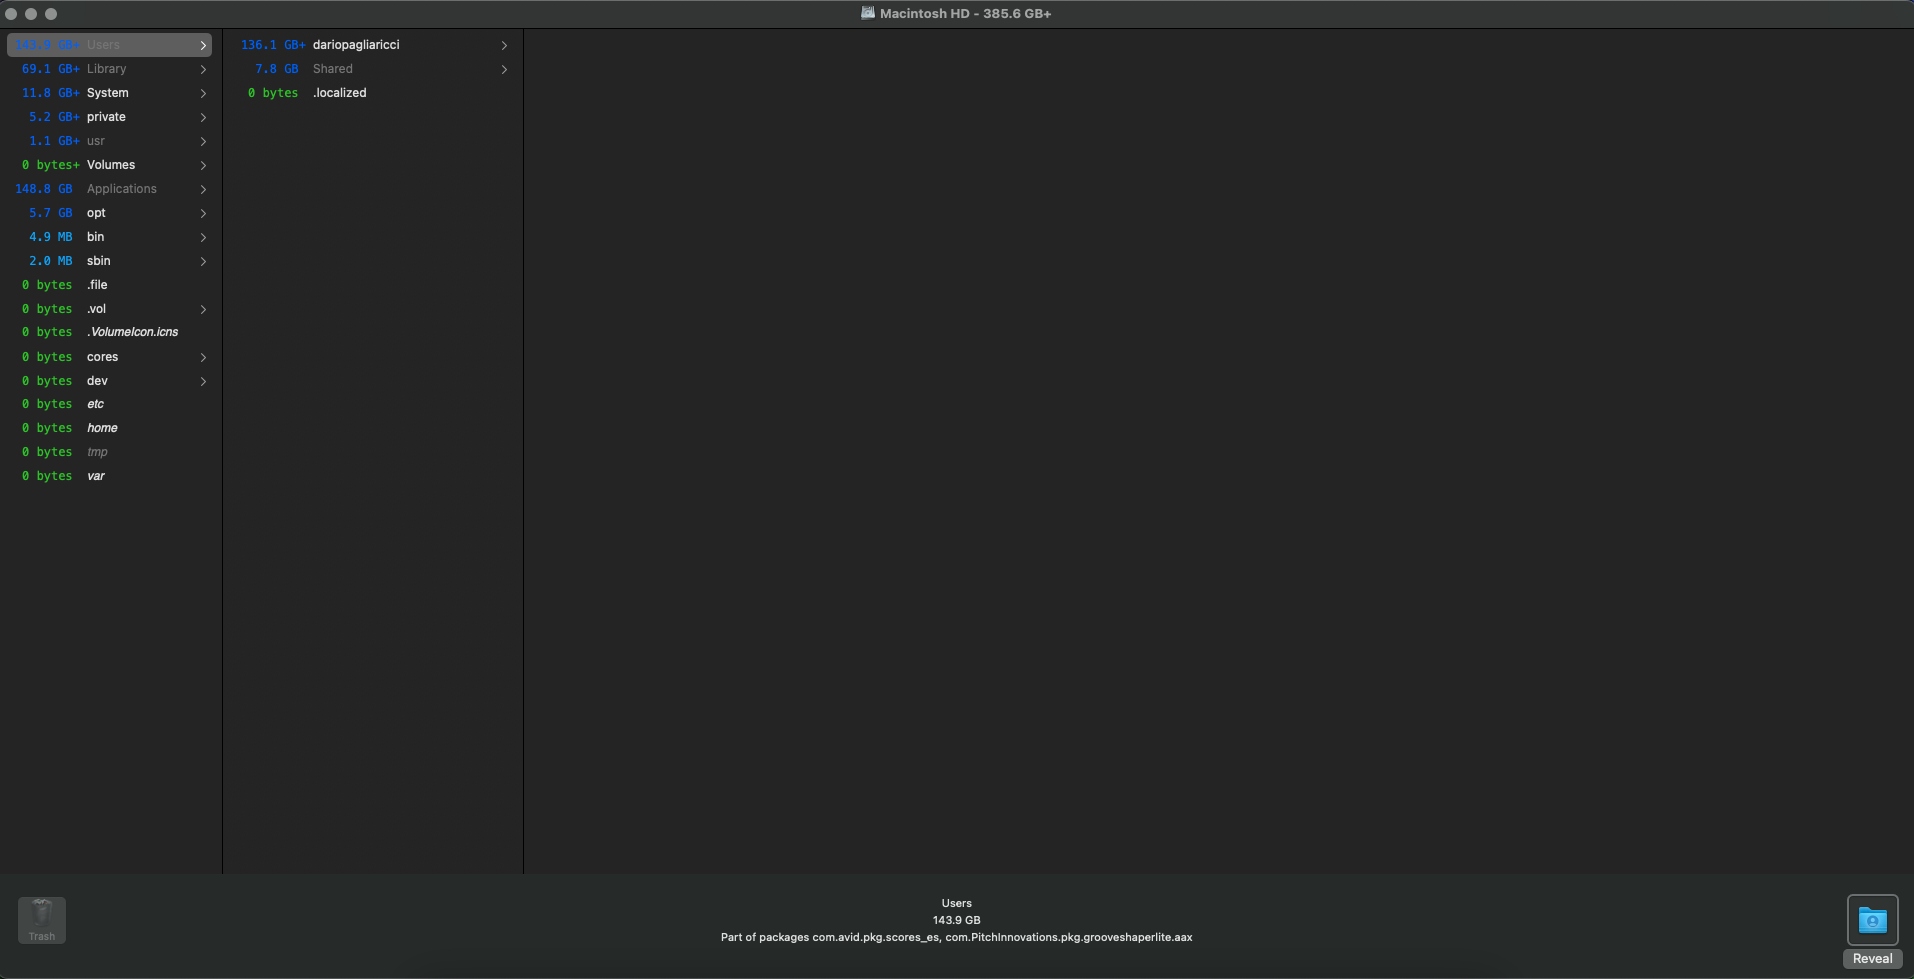 Macintosh HD - 385.6 GB+
143.9 GB+ Users
69.1 GB+ Library
11.8 GB+ System
5.2 GB+ private
1.1 GB+ usr
0 bytes+ Volumes
148.8 GB Applications
5.7 GB opt
4.9 MB bin
2.0 MB sbin
0 bytes .file
0 bytes .vol
0 bytes .VolumeIcon.icns
0 bytes cores
0 bytes dev
0 bytes etc
0 bytes home
0 bytes tmp
0 bytes var
136.1 GB+ dariopagliaricci
7.8 GB Shared
0 bytes .localized
Trash
Users
143.9 GB
Part of packages com.avid.pkg.scores_es, com.PitchInnovations.pkg.grooveshaperlite.aax
Reveal